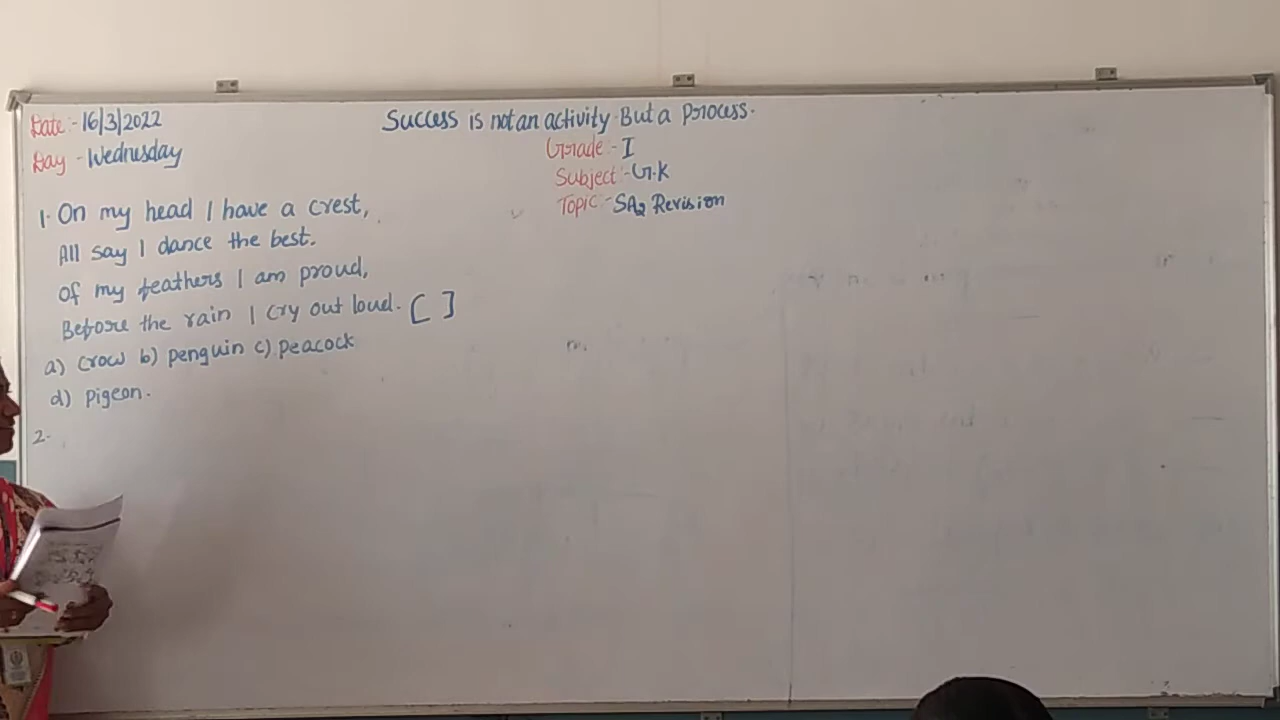 Date:- 16/3/2022
Success is not an activity But a Process.
Day - Wednesday
Grade:- I
Subject:- G.K
Topic:- SA2 Revision
1. On my head I have a crest,
All say I dance the best.
Of my feathers I am proud,
Before the rain I cry out loud. [ ]
a) Crow b) penguin c) peacock
d) pigeon.
2.